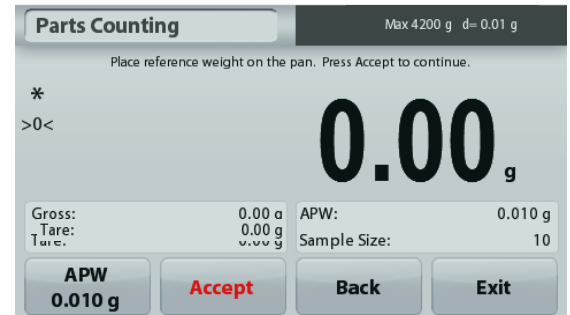 Parts Counting
Max 4200 g d= 0.01 g
Place reference weight on the pan. Press Accept to continue.
*
>0<
0.00 g
Gross: 0.00 g
Tare: 0.00 g
APW: 0.010 g
Sample Size: 10
APW
0.010 g
Accept
Back
Exit